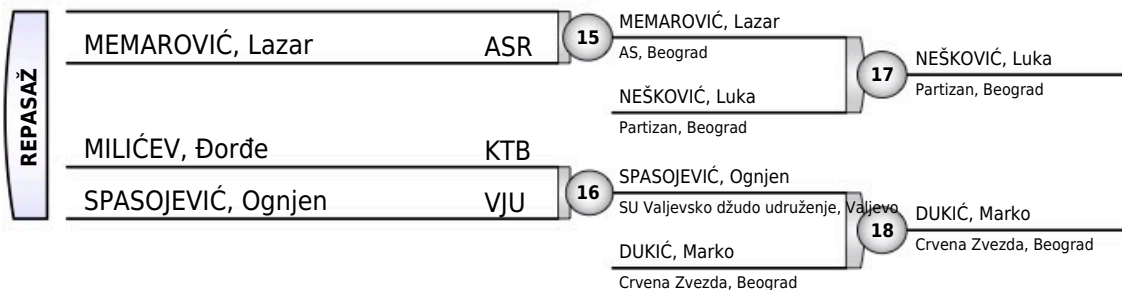 REPASAŽ
MEMAROVIĆ, Lazar ASR
MILIĆEV, Đorđe KTB
SPASOJEVIĆ, Ognjen VJU
15
MEMAROVIĆ, Lazar
AS, Beograd
NEŠKOVIĆ, Luka
Partizan, Beograd
16
SPASOJEVIĆ, Ognjen
SU Valjevsko džudo udruženje, Valjevo
DUKIĆ, Marko
Crvena Zvezda, Beograd
17
NEŠKOVIĆ, Luka
Partizan, Beograd
18
DUKIĆ, Marko
Crvena Zvezda, Beograd